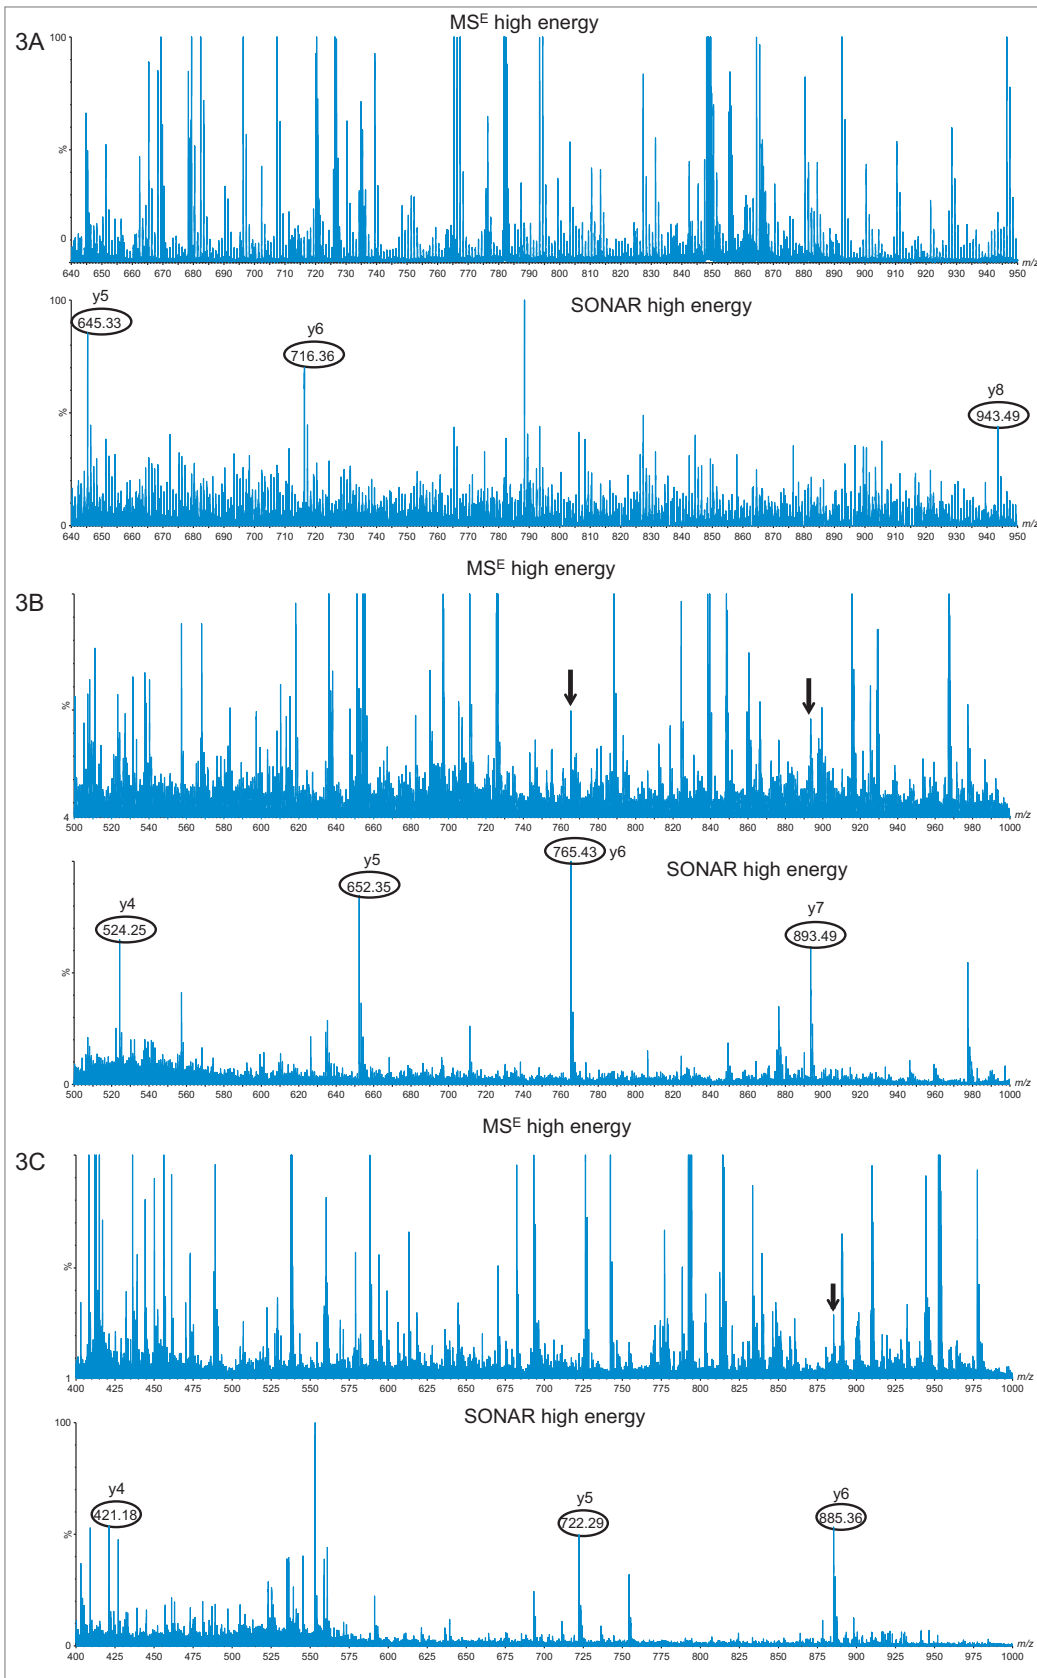 3A
MSE high energy
100
%
0
640 650 660 670 680 690 700 710 720 730 740 750 760 770 780 790 800 810 820 830 840 850 860 870 880 890 900 910 920 930 940 950 m/z
SONAR high energy
100
y5
645.33
y6
716.36
y8
943.49
%
0
640 650 660 670 680 690 700 710 720 730 740 750 760 770 780 790 800 810 820 830 840 850 860 870 880 890 900 910 920 930 940 950 m/z
3B
MSE high energy
%
4
500 520 540 560 580 600 620 640 660 680 700 720 740 760 780 800 820 840 860 880 900 920 940 960 980 1000 m/z
SONAR high energy
y4
524.25
y5
652.35
765.43 y6
y7
893.49
%
0
500 520 540 560 580 600 620 640 660 680 700 720 740 760 780 800 820 840 860 880 900 920 940 960 980 1000 m/z
3C
MSE high energy
%
1
400 425 450 475 500 525 550 575 600 625 650 675 700 725 750 775 800 825 850 875 900 925 950 975 1000 m/z
SONAR high energy
100
y4
421.18
y5
722.29
y6
885.36
%
0
400 425 450 475 500 525 550 575 600 625 650 675 700 725 750 775 800 825 850 875 900 925 950 975 1000 m/z